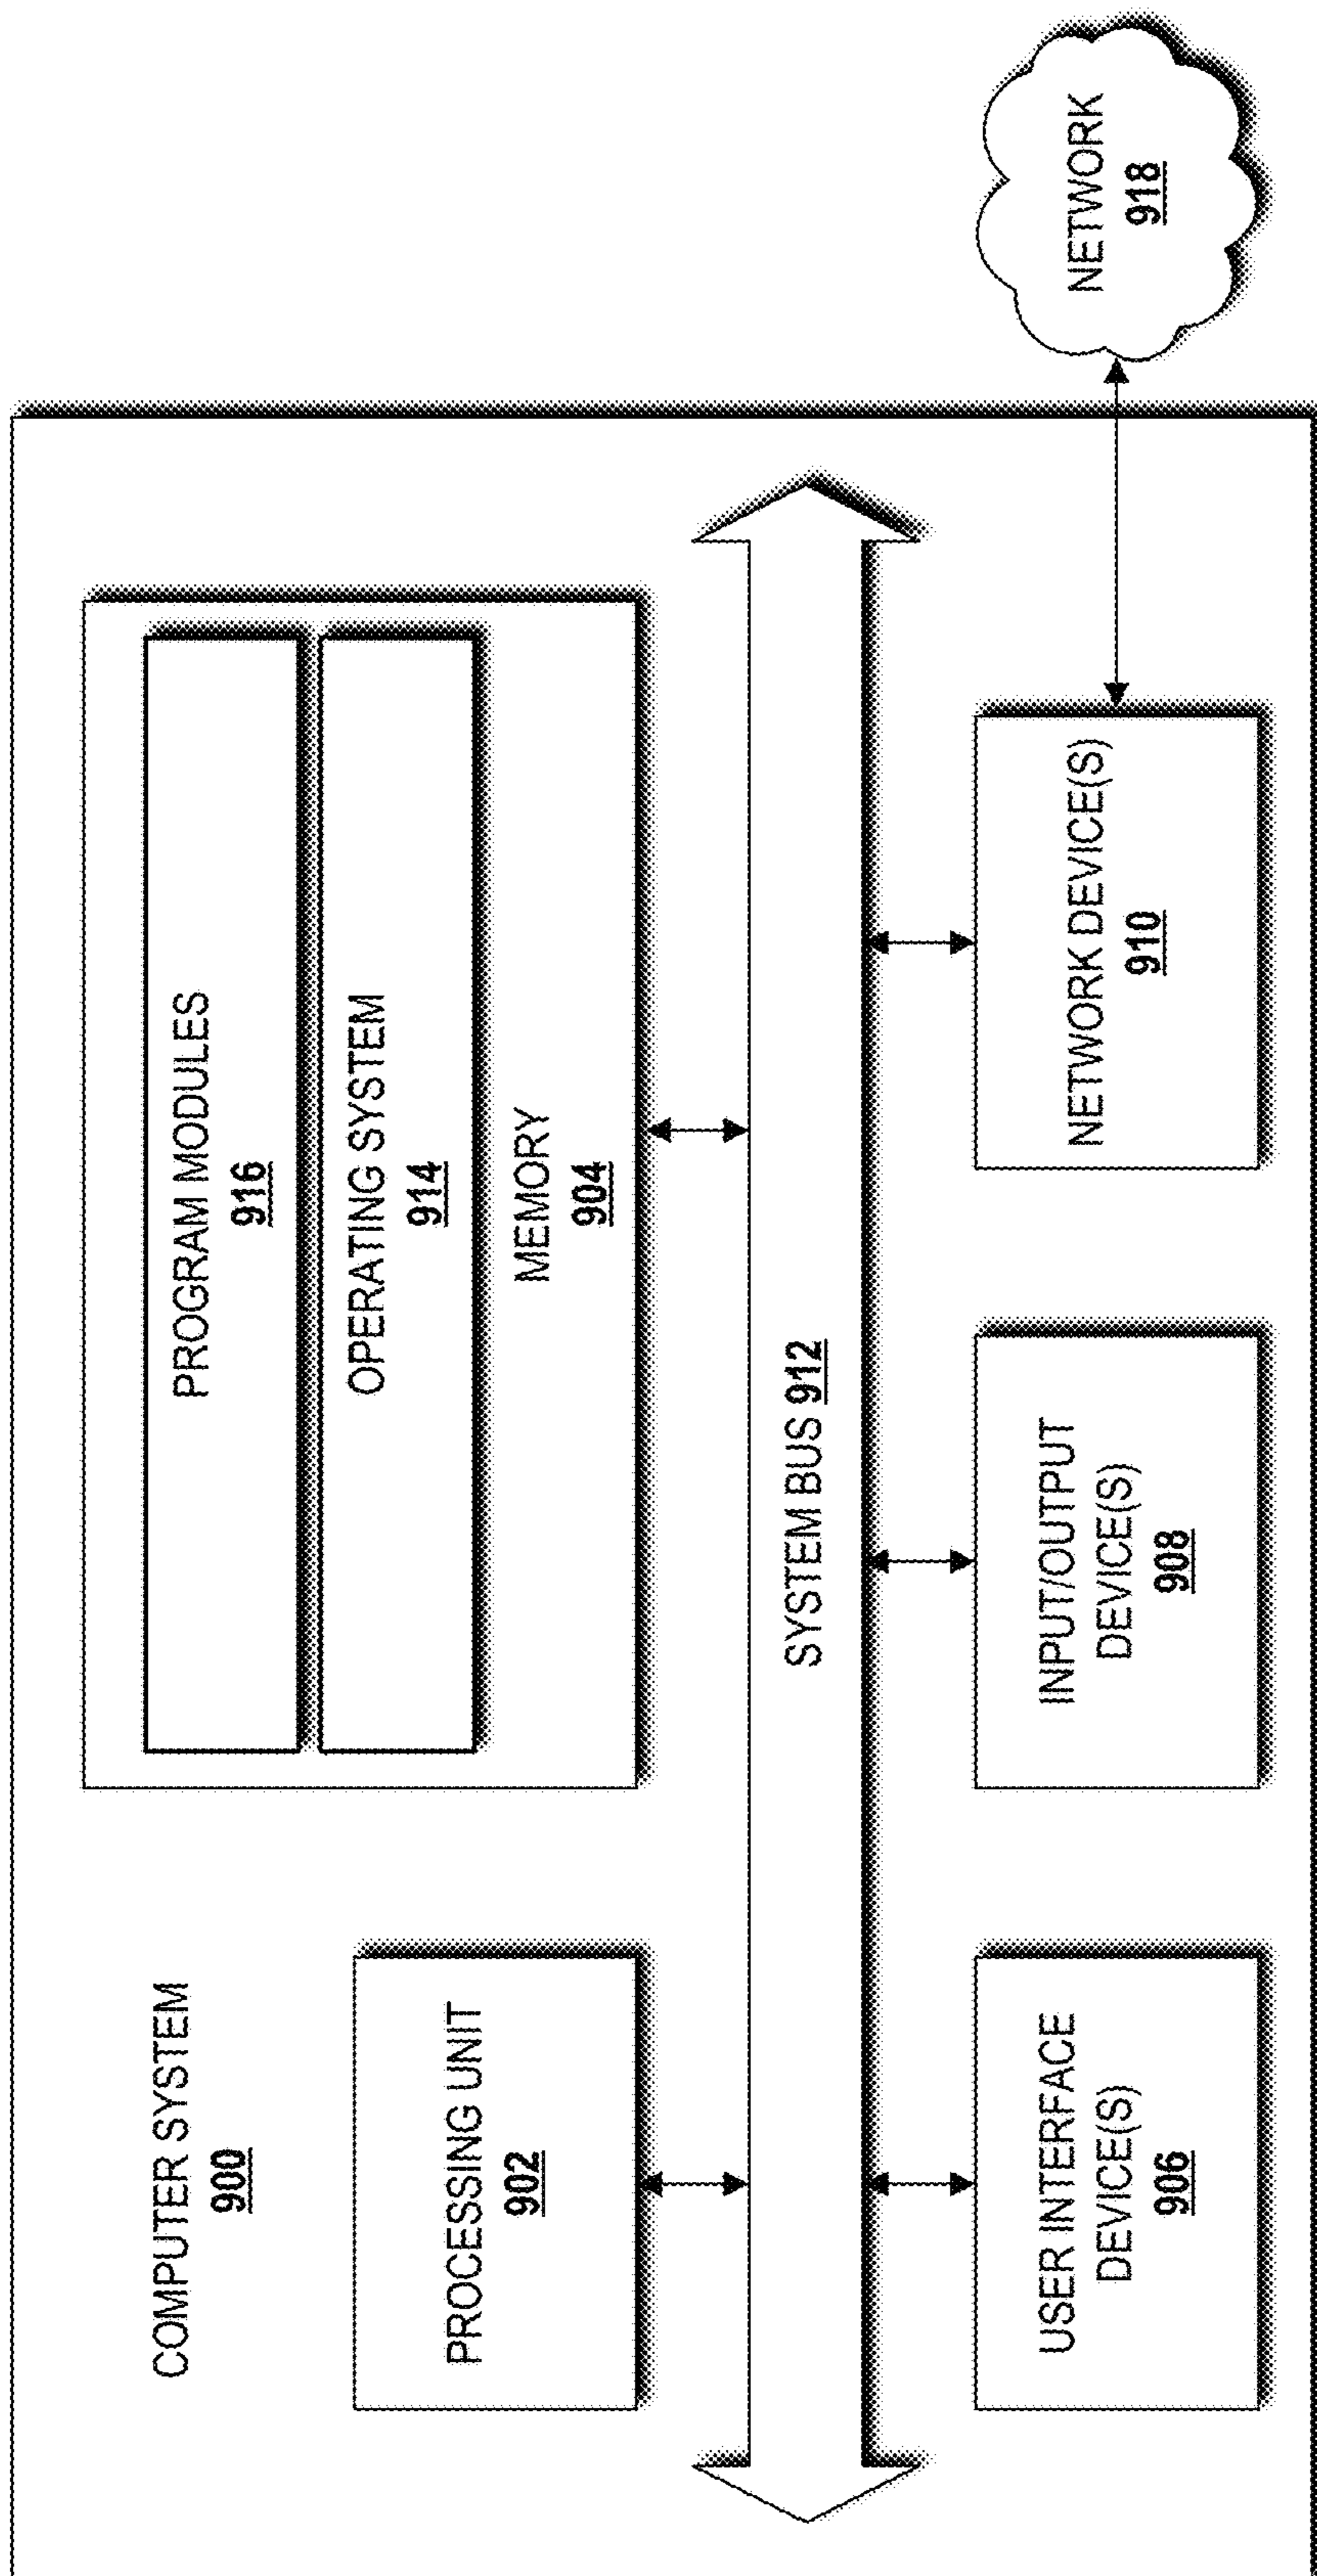 COMPUTER SYSTEM
900
PROGRAM MODULES
916
OPERATING SYSTEM
914
MEMORY
904
PROCESSING UNIT
902
SYSTEM BUS 912
USER INTERFACE
DEVICE(S)
906
INPUT/OUTPUT
DEVICE(S)
908
NETWORK DEVICE(S)
910
NETWORK
918